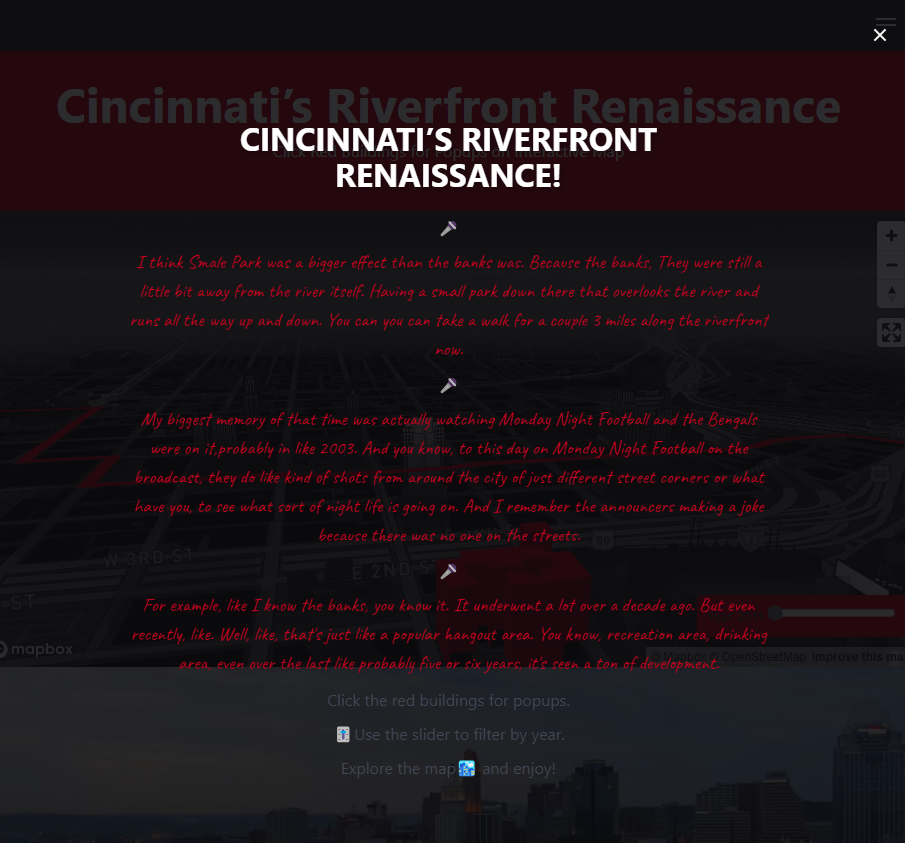 Cincinnati’s Riverfront Renaissance
CINCINNATI’S RIVERFRONT
RENAISSANCE!
Click Red Buildings for Popups on Interactive Map
I think Smale Park was a bigger effect than the banks was. Because the banks, They were still a
little bit away from the river itself. Having a small park down there that overlooks the river and
runs all the way up and down. You can you can take a walk for a couple 3 miles along the riverfront
now.
My biggest memory of that time was actually watching Monday Night Football and the Bengals
were on it,probably in like 2003. And you know, to this day on Monday Night Football on the
broadcast, they do like kind of shots from around the city of just different street corners or what
have you, to see what sort of night life is going on. And I remember the announcers making a joke
because there was no one on the streets.
W 3RD ST
E 2ND ST
71
ST
For example, like I know the banks, you know it. It underwent a lot over a decade ago. But even
recently, like. Well, like, that's just like a popular hangout area. You know, recreation area, drinking
area, even over the last like probably five or six years, it's seen a ton of development.
mapbox
© Mapbox © OpenStreetMap Improve this ma
Click the red buildings for popups.
Use the slider to filter by year.
Explore the map and enjoy!